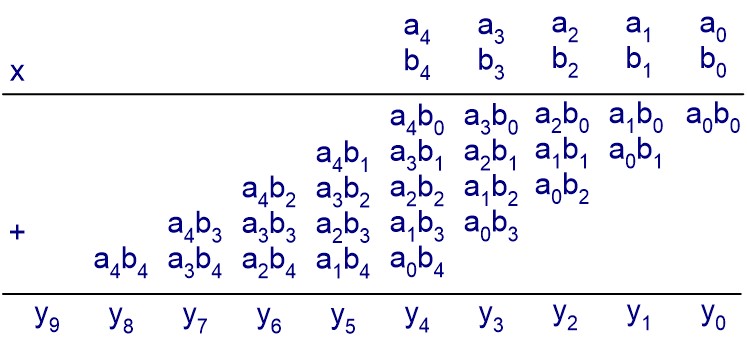 a₄ a₃ a₂ a₁ a₀
x b₄ b₃ b₂ b₁ b₀
a₄b₀ a₃b₀ a₂b₀ a₁b₀ a₀b₀
a₄b₁ a₃b₁ a₂b₁ a₁b₁ a₀b₁
a₄b₂ a₃b₂ a₂b₂ a₁b₂ a₀b₂
+ a₄b₃ a₃b₃ a₂b₃ a₁b₃ a₀b₃
a₄b₄ a₃b₄ a₂b₄ a₁b₄ a₀b₄
y₉ y₈ y₇ y₆ y₅ y₄ y₃ y₂ y₁ y₀